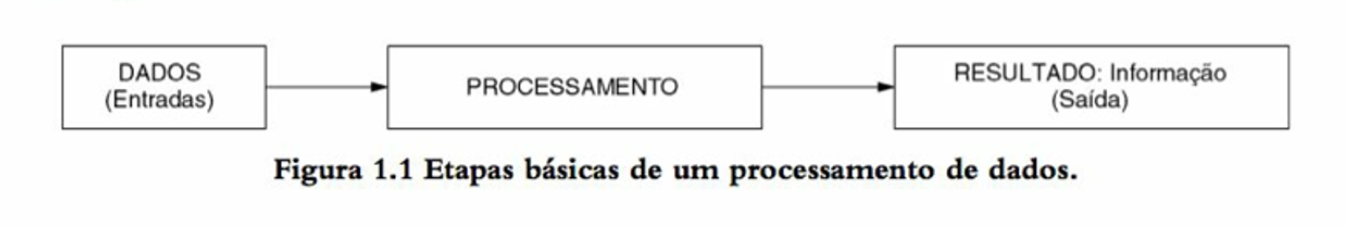 DADOS
(Entradas)
PROCESSAMENTO
RESULTADO: Informação
(Saída)
Figura 1.1 Etapas básicas de um processamento de dados.